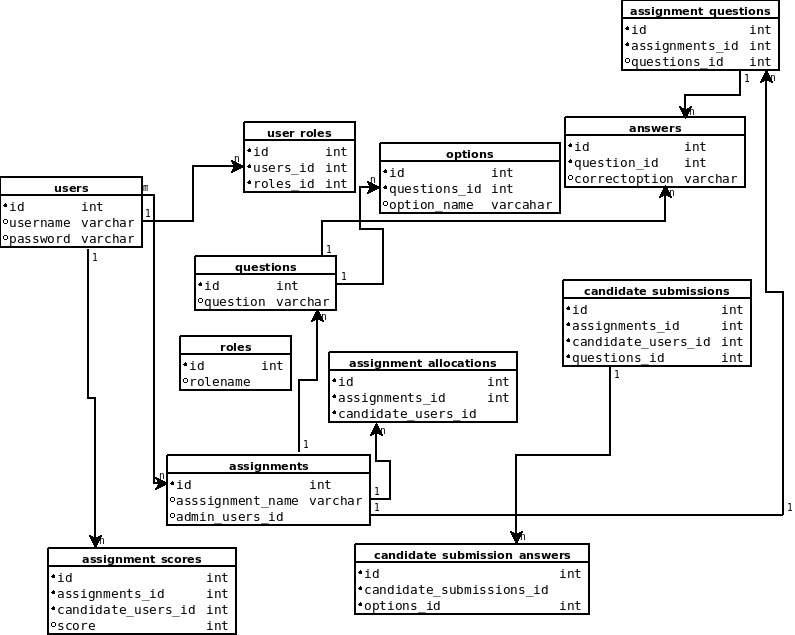 assignment questions
id int
assignments_id int
questions_id int
1
n
n
answers
id int
question_id int
correctoption varchar
n
user roles
id int
users_id int
roles_id int
n
options
id int
questions_id int
option_name varcahar
n
users
id int
username varchar
password varchar
m
1
1
questions
id int
question varchar
1
1
n
candidate submissions
id int
assignments_id int
candidate_users_id int
questions_id int
1
roles
id int
rolename
assignment allocations
id int
assignments_id int
candidate_users_id
n
1
assignments
id int
asssignment_name varchar
admin_users_id
n
1
1
1
assignment scores
id int
assignments_id int
candidate_users_id int
score int
n
candidate submission answers
id int
candidate_submissions_id
options_id int
n